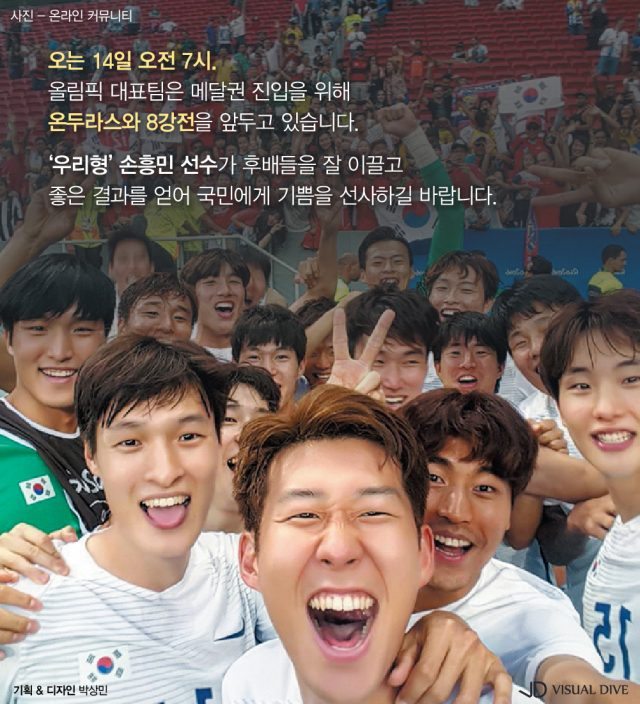 사진 - 온라인 커뮤니티
오는 14일 오전 7시.
올림픽 대표팀은 메달권 진입을 위해
온두라스와 8강전을 앞두고 있습니다.
‘우리형’ 손흥민 선수가 후배들을 잘 이끌고
좋은 결과를 얻어 국민에게 기쁨을 선사하길 바랍니다.
15
기획 & 디자인 박상민
VISUAL DIVE